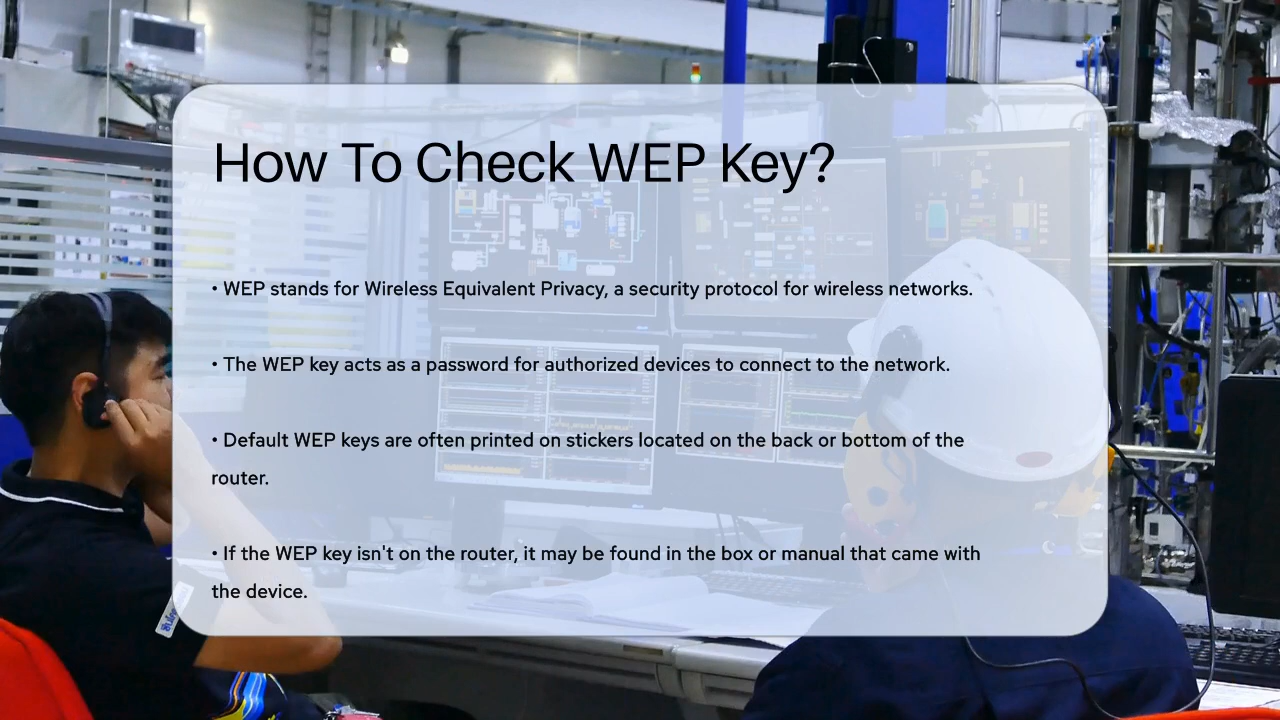 How To Check WEP Key?
• WEP stands for Wireless Equivalent Privacy, a security protocol for wireless networks.
• The WEP key acts as a password for authorized devices to connect to the network.
• Default WEP keys are often printed on stickers located on the back or bottom of the
router.
• If the WEP key isn't on the router, it may be found in the box or manual that came with
the device.